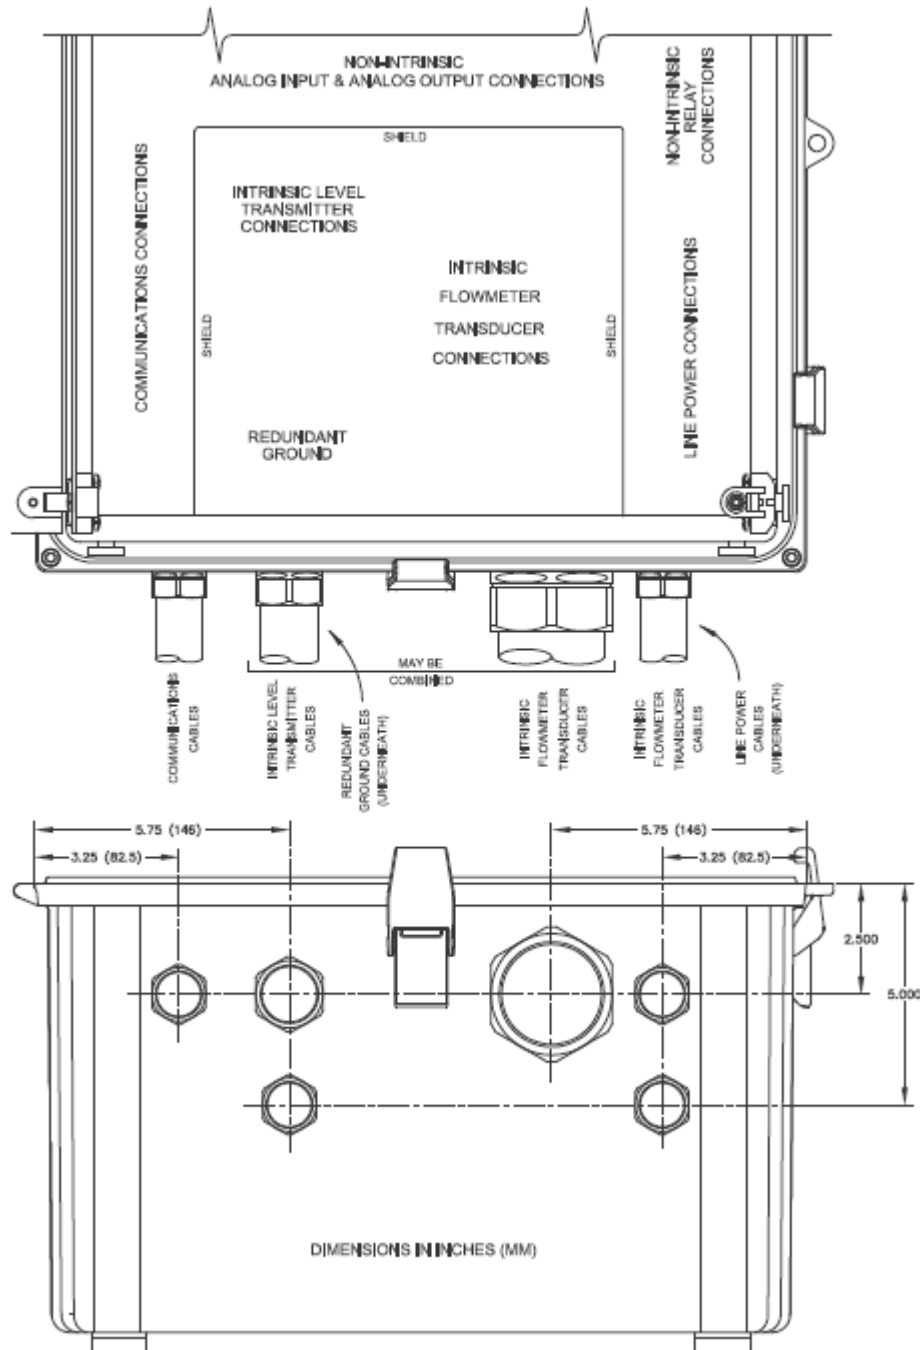 NON-INTRINSIC
ANALOG INPUT & ANALOG OUTPUT CONNECTIONS
NON-INTRINSIC
RELAY
CONNECTIONS
SHIELD
COMMUNICATIONS CONNECTIONS
INTRINSIC LEVEL
TRANSMITTER
CONNECTIONS
INTRINSIC
FLOWMETER
TRANSDUCER
CONNECTIONS
SHIELD
SHIELD
LINE POWER CONNECTIONS
REDUNDANT
GROUND
MAY BE
COMBINED
COMMUNICATIONS
CABLES
INTRINSIC LEVEL
TRANSMITTER
CABLES
REDUNDANT
GROUND CABLES
(UNDERNEATH)
INTRINSIC
FLOWMETER
TRANSDUCER
CABLES
INTRINSIC
FLOWMETER
TRANSDUCER
CABLES
LINE POWER
CABLES
(UNDERNEATH)
5.75 (146)
5.75 (146)
3.25 (82.5)
3.25 (82.5)
2.500
5.000
DIMENSIONS IN INCHES (MM)